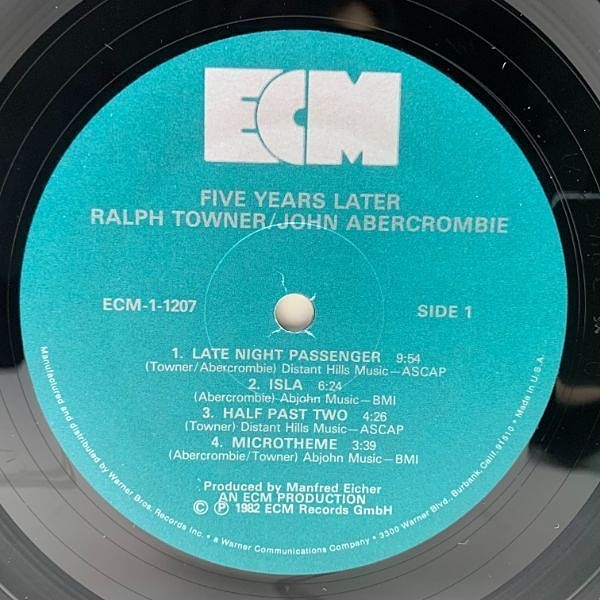 ECM
FIVE YEARS LATER
RALPH TOWNER/JOHN ABERCROMBIE
ECM-1-1207
SIDE 1
1. LATE NIGHT PASSENGER 9:54
(Towner/Abercrombie) Distant Hills Music—ASCAP
2. ISLA 6:24
(Abercrombie) Abjohn Music—BMI
3. HALF PAST TWO 4:26
(Towner) Distant Hills Music—ASCAP
4. MICROTHEME 3:39
(Abercrombie/Towner) Abjohn Music—BMI
Produced by Manfred Eicher
AN ECM PRODUCTION
© ℗ 1982 ECM Records GmbH
Manufactured and distributed by Warner Bros. Records Inc. • a Warner Communications Company • 3500 Warner Blvd., Burbank, Calif. 91510 • Made in U.S.A.